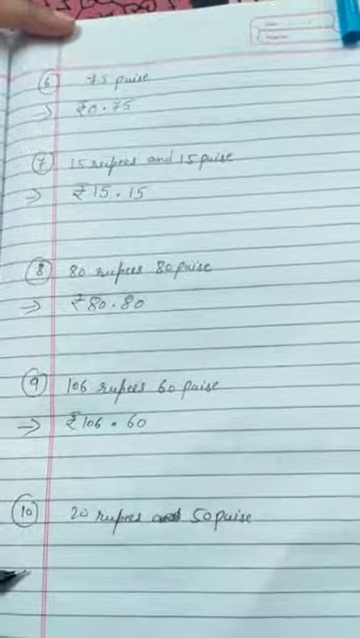 ⑥ 75 paise
⇒ ₹0.75
⑦ 15 rupees and 15 paise
⇒ ₹15.15
⑧ 80 rupees 80 paise
⇒ ₹80.80
⑨ 106 rupees 60 paise
⇒ ₹106.60
⑩ 20 rupees 50 paise